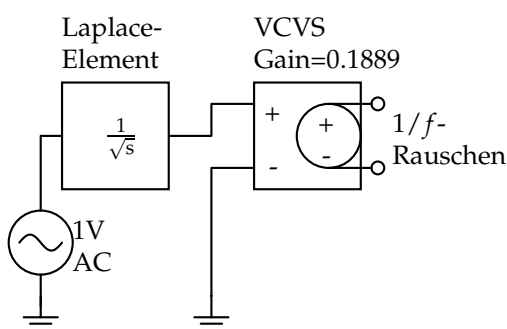 Laplace-
Element
VCVS
Gain=0.1889
1
√s
+
-
+
-
1/f-
Rauschen
1V
AC